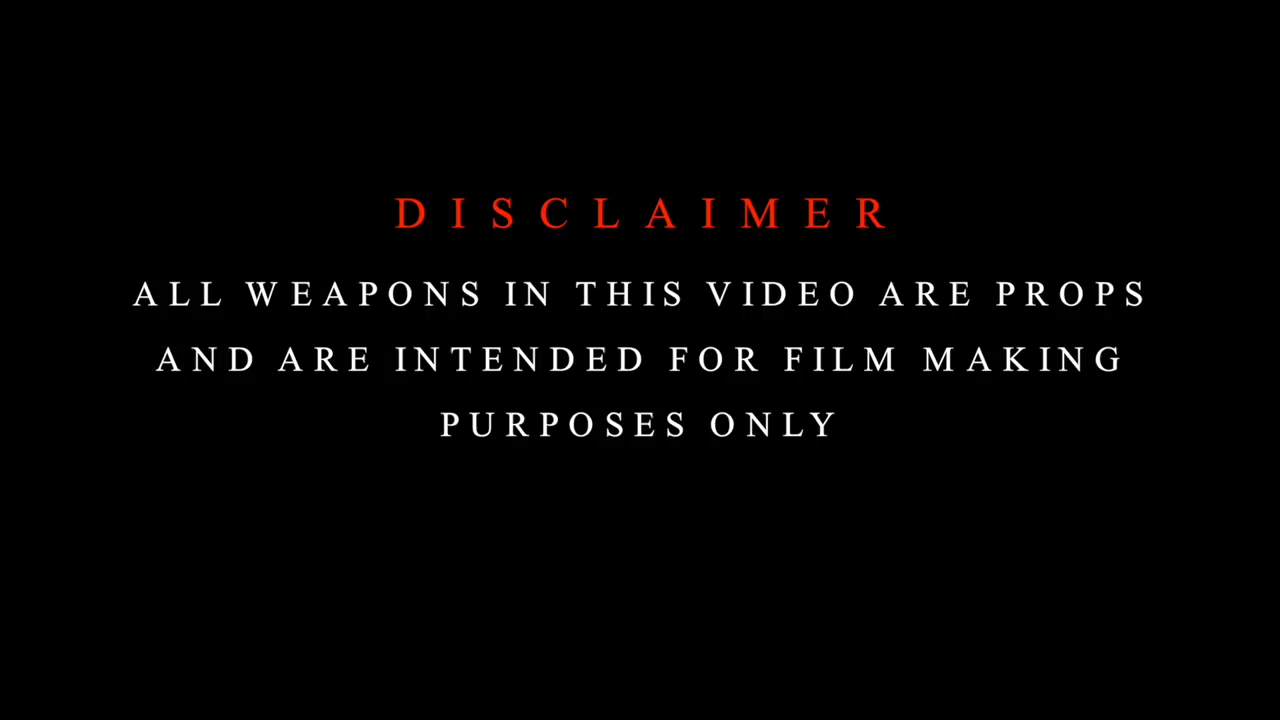 DISCLAIMER
ALL WEAPONS IN THIS VIDEO ARE PROPS
AND ARE INTENDED FOR FILM MAKING
PURPOSES ONLY